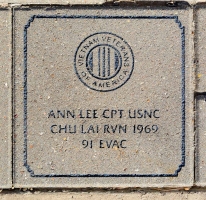 VIETNAM VETERANS
OF AMERICA
ANN LEE CPT USNC
CHU LAI RVN 1969
91 EVAC